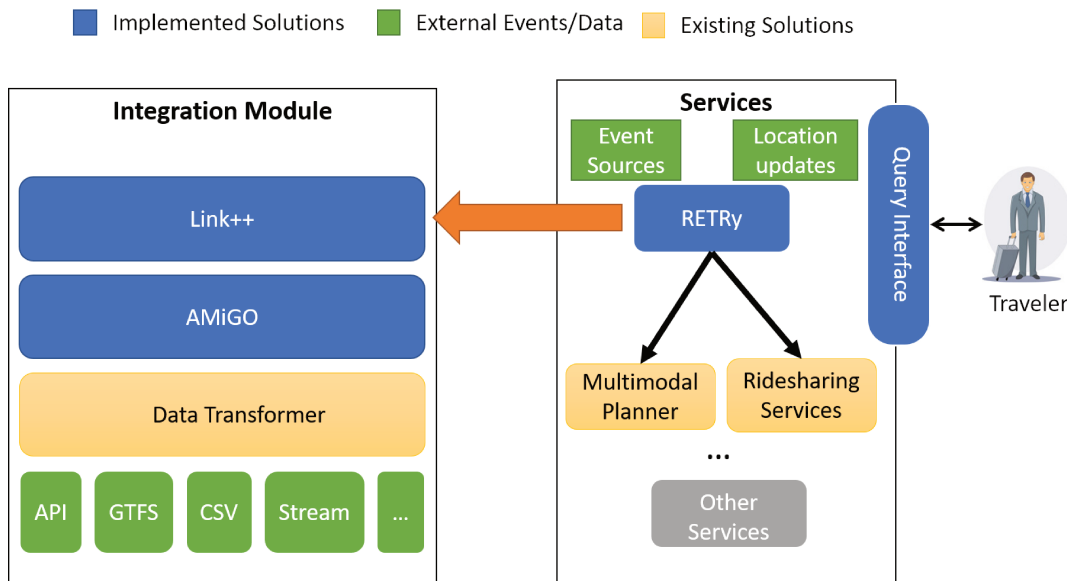 Implemented Solutions
External Events/Data
Existing Solutions
Integration Module
Link++
AMiGO
Data Transformer
API
GTFS
CSV
Stream
...
Services
Event
Sources
Location
updates
RETRy
Multimodal
Planner
Ridesharing
Services
...
Other
Services
Query Interface
Traveler